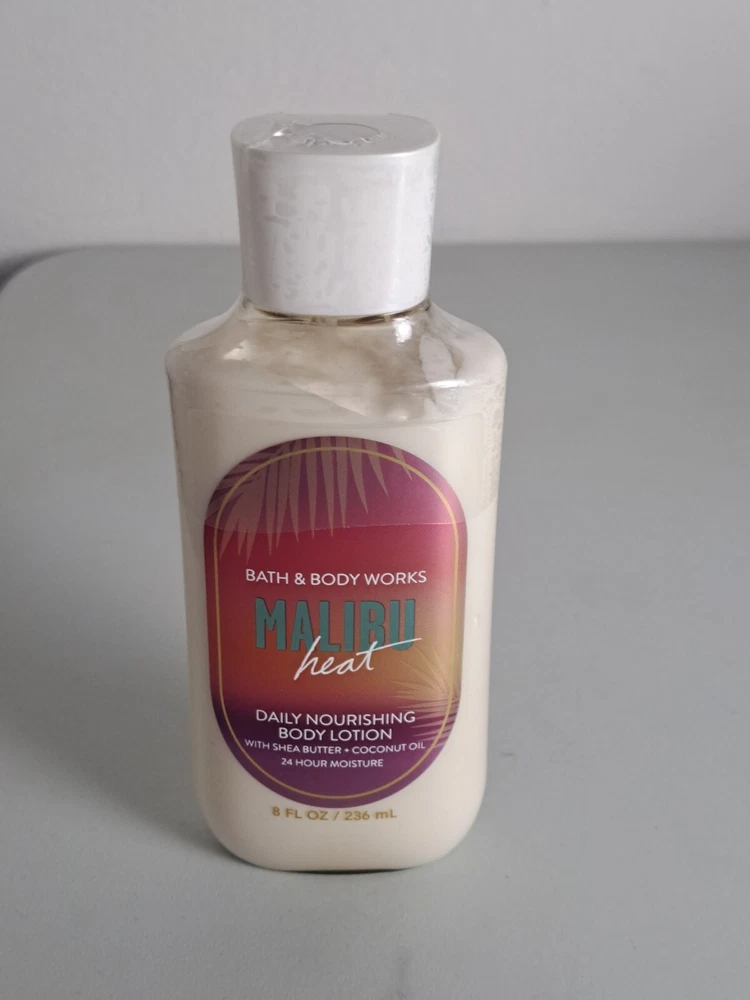 BATH & BODY WORKS
MALIBU
heat
DAILY NOURISHING
BODY LOTION
WITH SHEA BUTTER + COCONUT OIL
24 HOUR MOISTURE
8 FL OZ / 236 mL